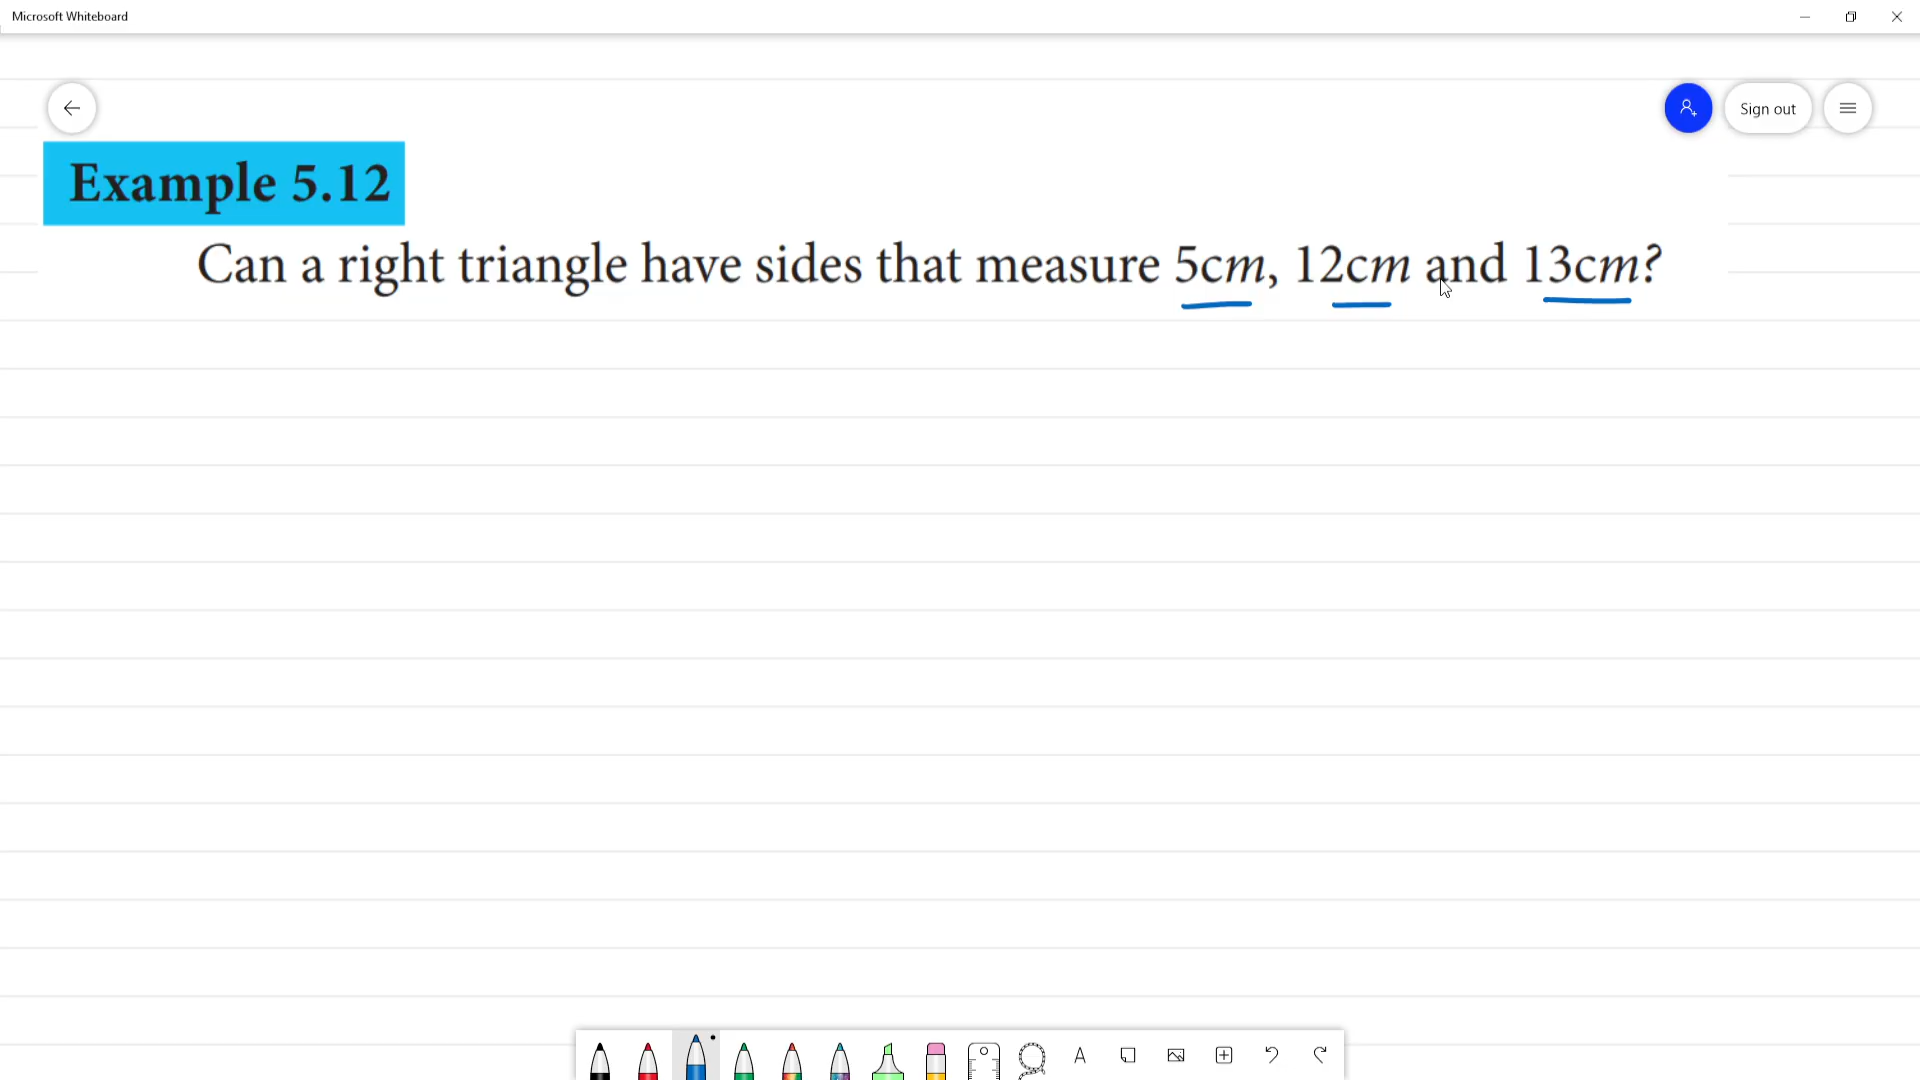 Microsoft Whiteboard
Sign out
Example 5.12
Can a right triangle have sides that measure 5cm, 12cm and 13cm?
A